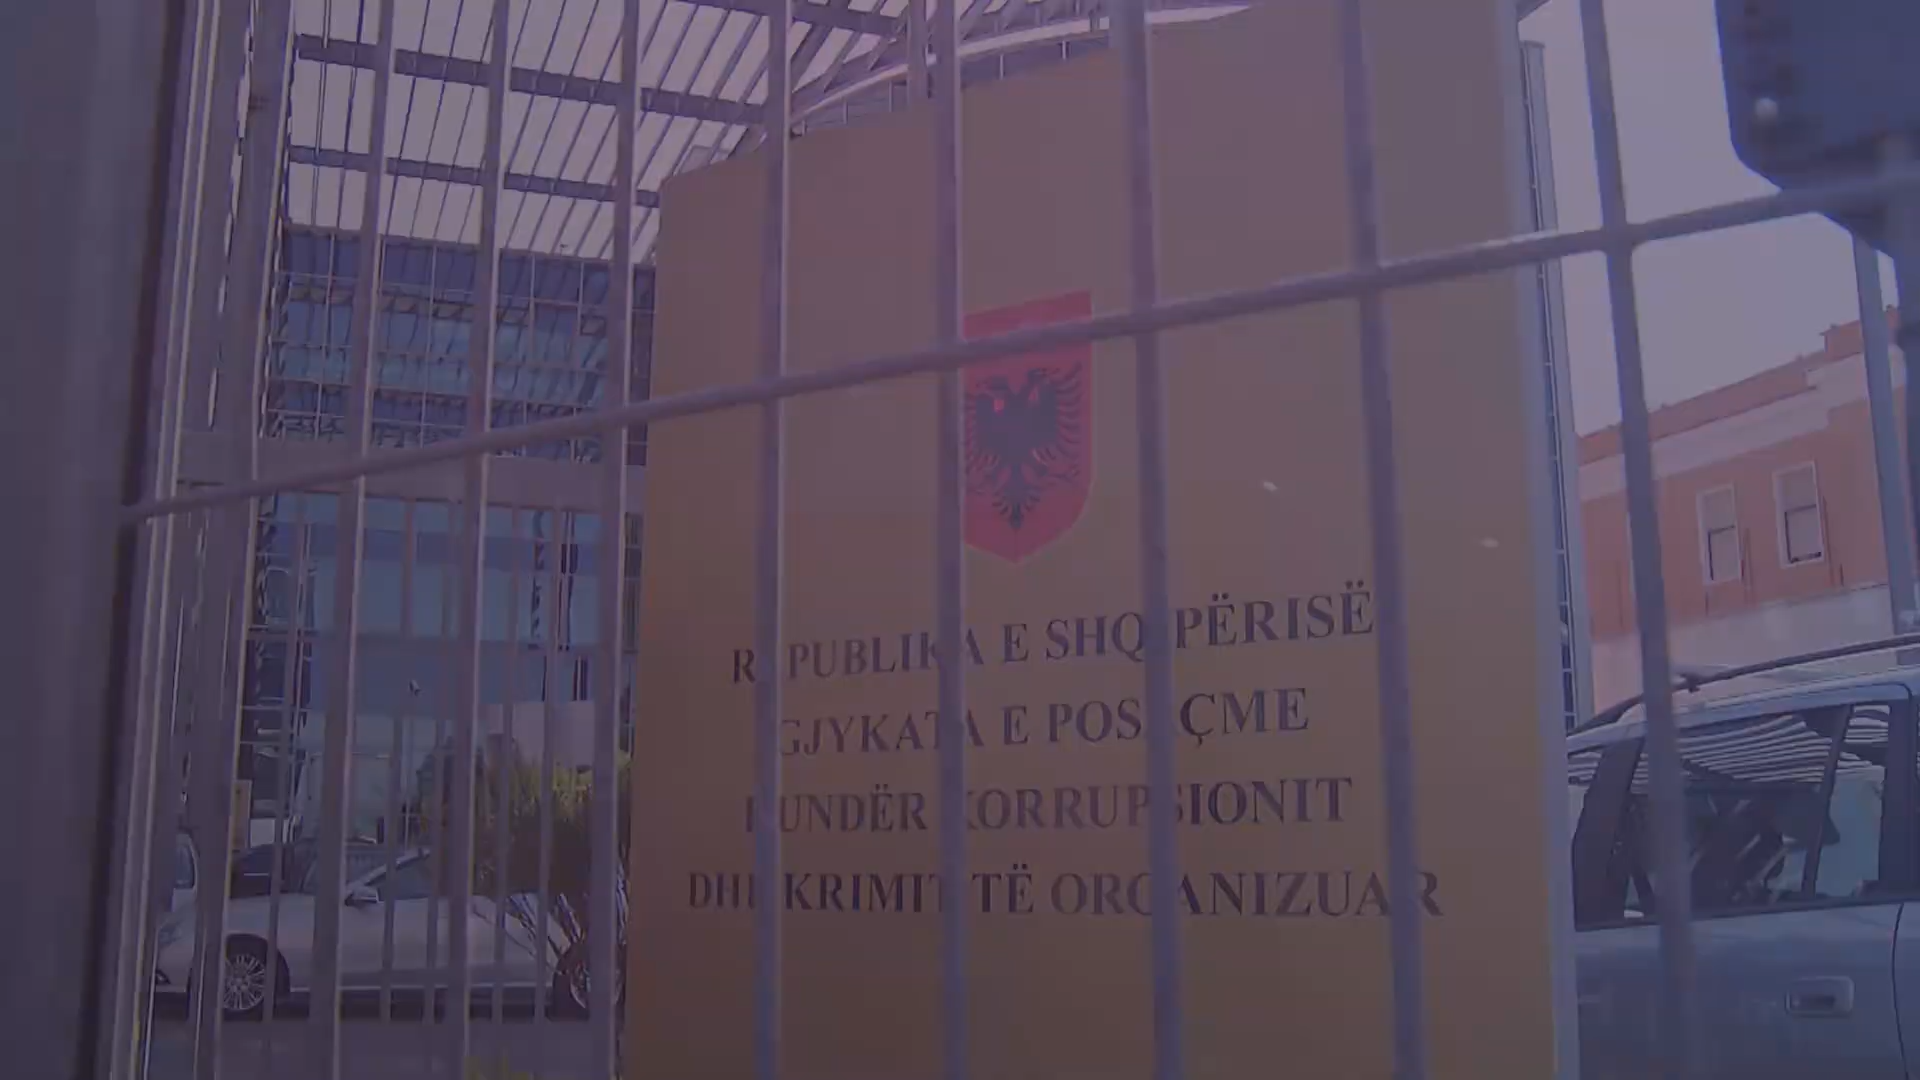 REPUBLIKA E SHQIPËRISË
GJYKATA E POSAÇME
KUNDËR KORRUPSIONIT
DHE KRIMIT TË ORGANIZUAR